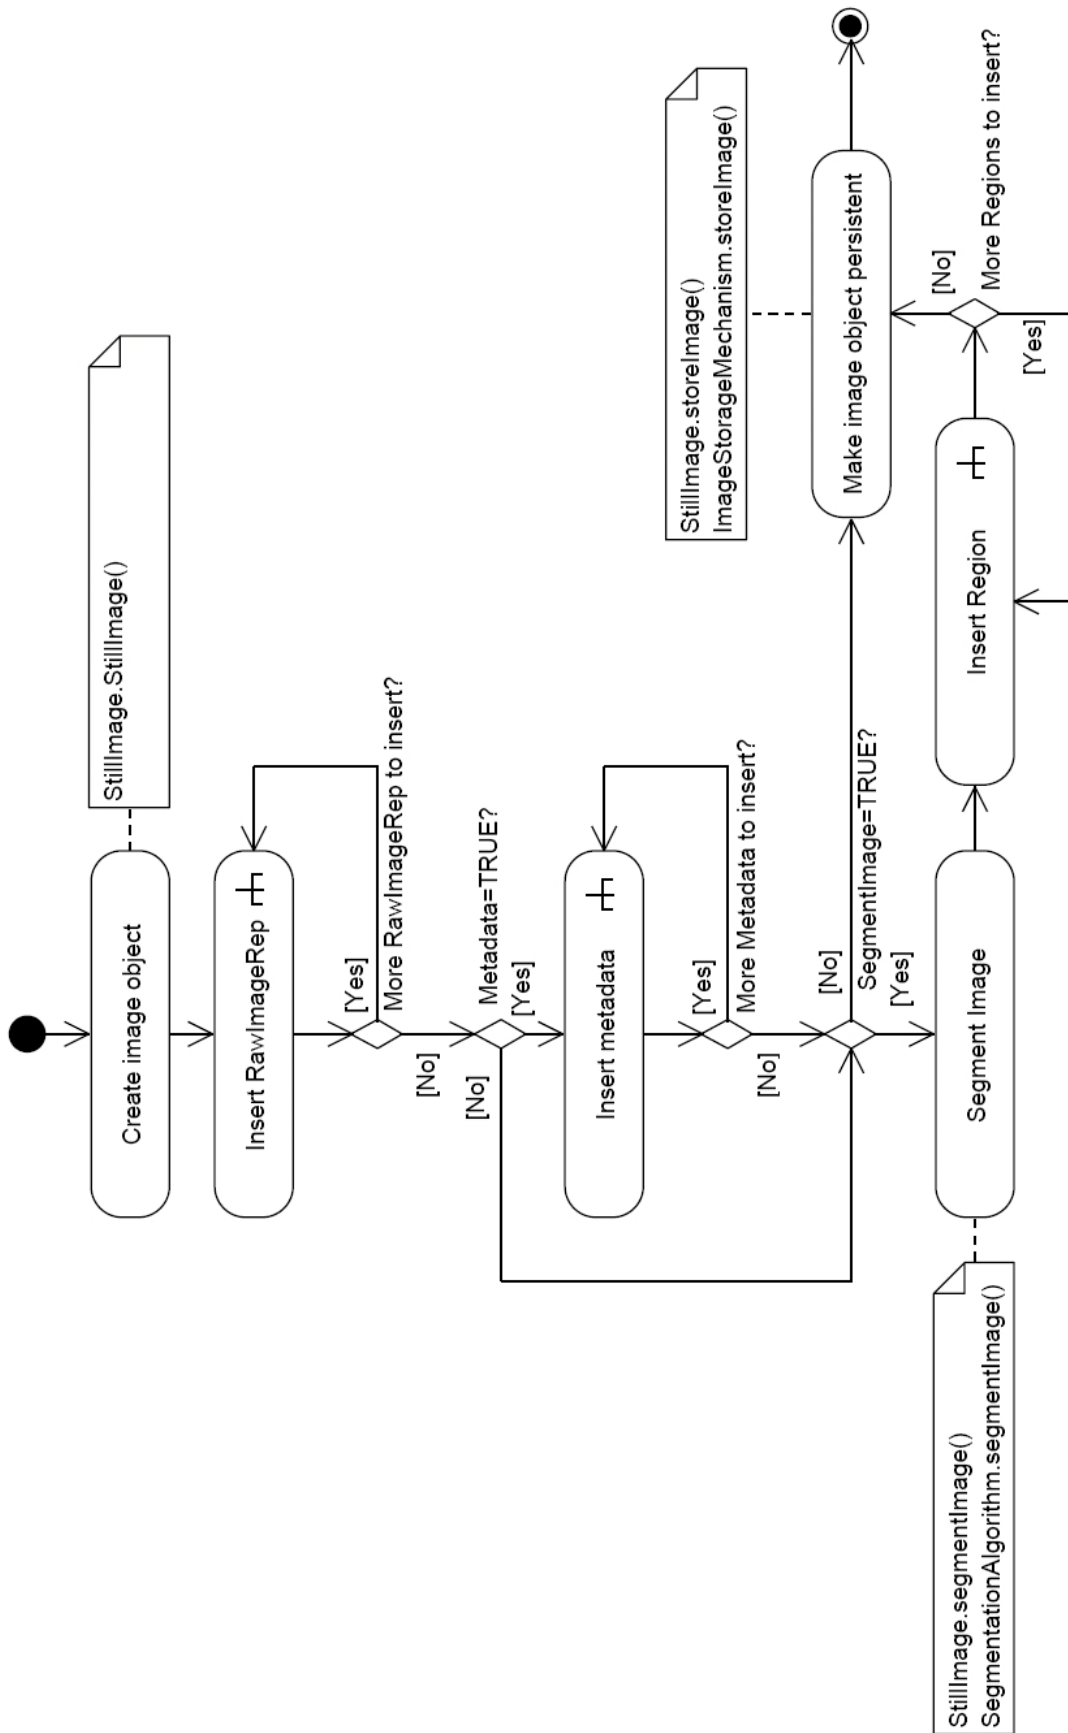 StillImage.StillImage()
Create image object
Insert RawImageRep
[Yes]
More RawImageRep to insert?
[No]
Metadata=TRUE?
[Yes]
[No]
Insert metadata
[Yes]
More Metadata to insert?
[No]
[No]
SegmentImage=TRUE?
[Yes]
Segment Image
StillImage.segmentImage()
SegmentationAlgorithm.segmentImage()
Insert Region
[No]
More Regions to insert?
[Yes]
Make image object persistent
StillImage.storeImage()
ImageStorageMechanism.storeImage()